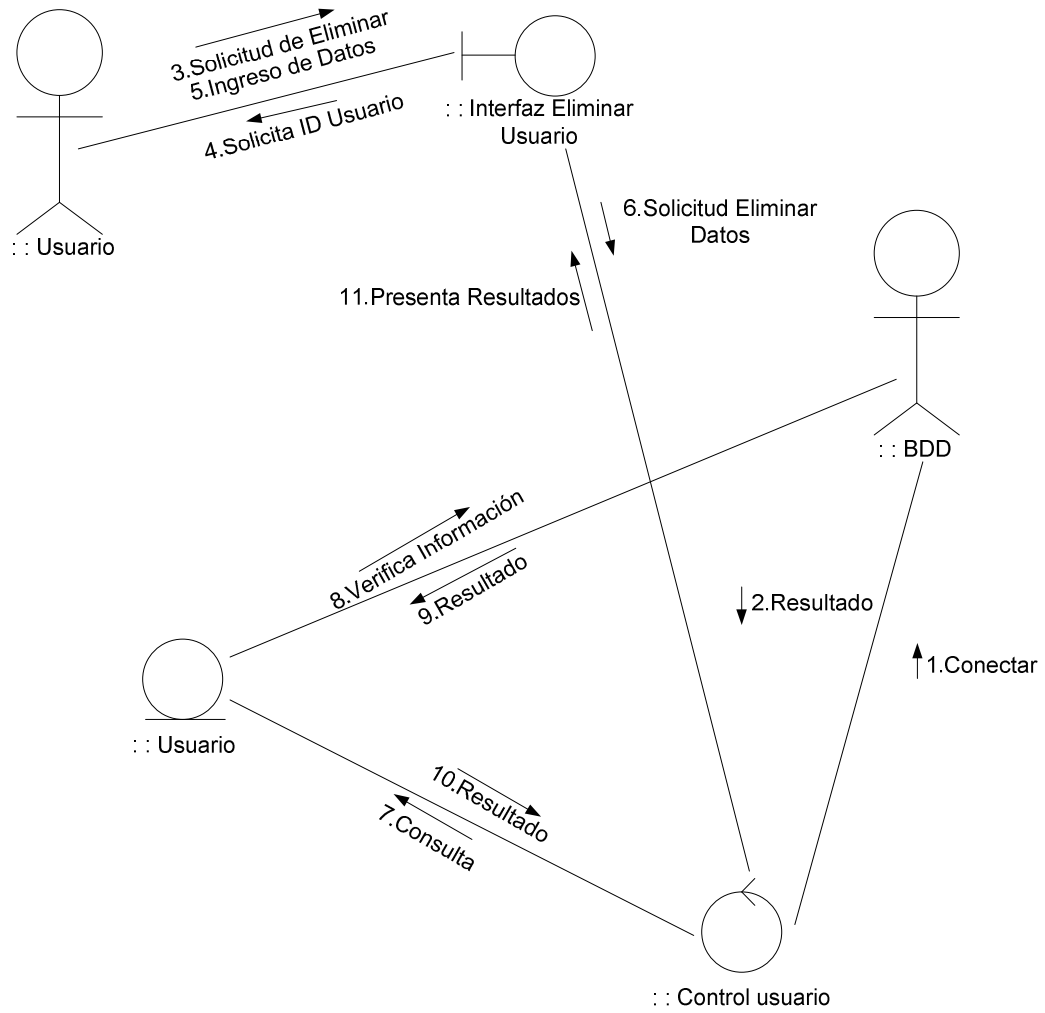 3.Solicitud de Eliminar
5.Ingreso de Datos
4.Solicita ID Usuario
: : Interfaz Eliminar
Usuario
: : Usuario
6.Solicitud Eliminar
Datos
11.Presenta Resultados
: : BDD
8.Verifica Información
9.Resultado
2.Resultado
1.Conectar
: : Usuario
10.Resultado
7.Consulta
: : Control usuario